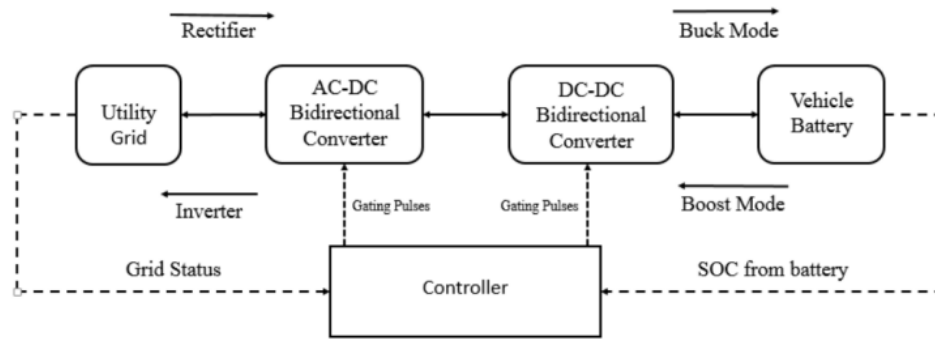 Rectifier
Buck Mode
Utility
Grid
AC-DC
Bidirectional
Converter
DC-DC
Bidirectional
Converter
Vehicle
Battery
Inverter
Gating Pulses
Gating Pulses
Boost Mode
Grid Status
Controller
SOC from battery